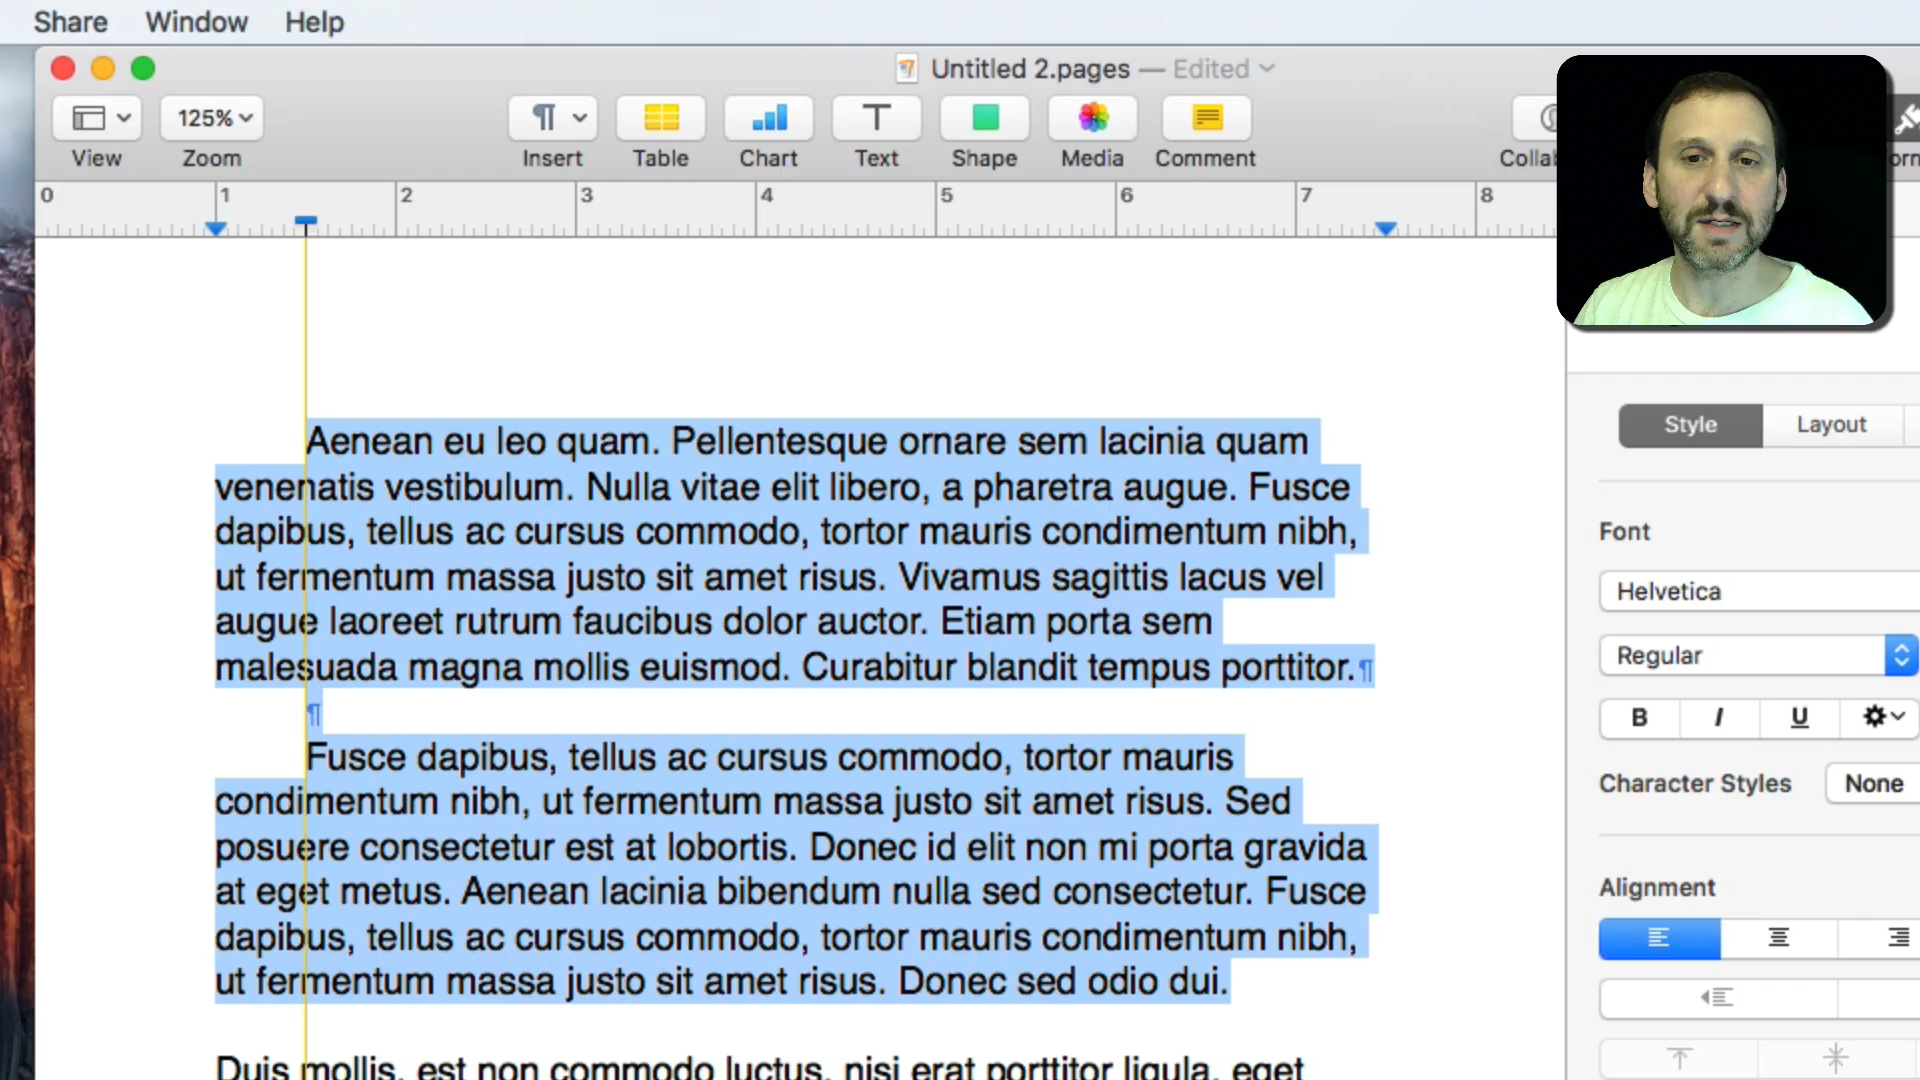 Share Window Help
Untitled 2.pages — Edited
125%
View Zoom Insert Table Chart Text Shape Media Comment
0 1 2 3 4 5 6 7 8
Aenean eu leo quam. Pellentesque ornare sem lacinia quam
venenatis vestibulum. Nulla vitae elit libero, a pharetra augue. Fusce
dapibus, tellus ac cursus commodo, tortor mauris condimentum nibh,
ut fermentum massa justo sit amet risus. Vivamus sagittis lacus vel
augue laoreet rutrum faucibus dolor auctor. Etiam porta sem
malesuada magna mollis euismod. Curabitur blandit tempus porttitor.¶
¶
Fusce dapibus, tellus ac cursus commodo, tortor mauris
condimentum nibh, ut fermentum massa justo sit amet risus. Sed
posuere consectetur est at lobortis. Donec id elit non mi porta gravida
at eget metus. Aenean lacinia bibendum nulla sed consectetur. Fusce
dapibus, tellus ac cursus commodo, tortor mauris condimentum nibh,
ut fermentum massa justo sit amet risus. Donec sed odio dui.
Duis mollis, est non commodo luctus, nisi erat porttitor ligula, eget
Style Layout
Font
Helvetica
Regular
B I U
Character Styles None
Alignment